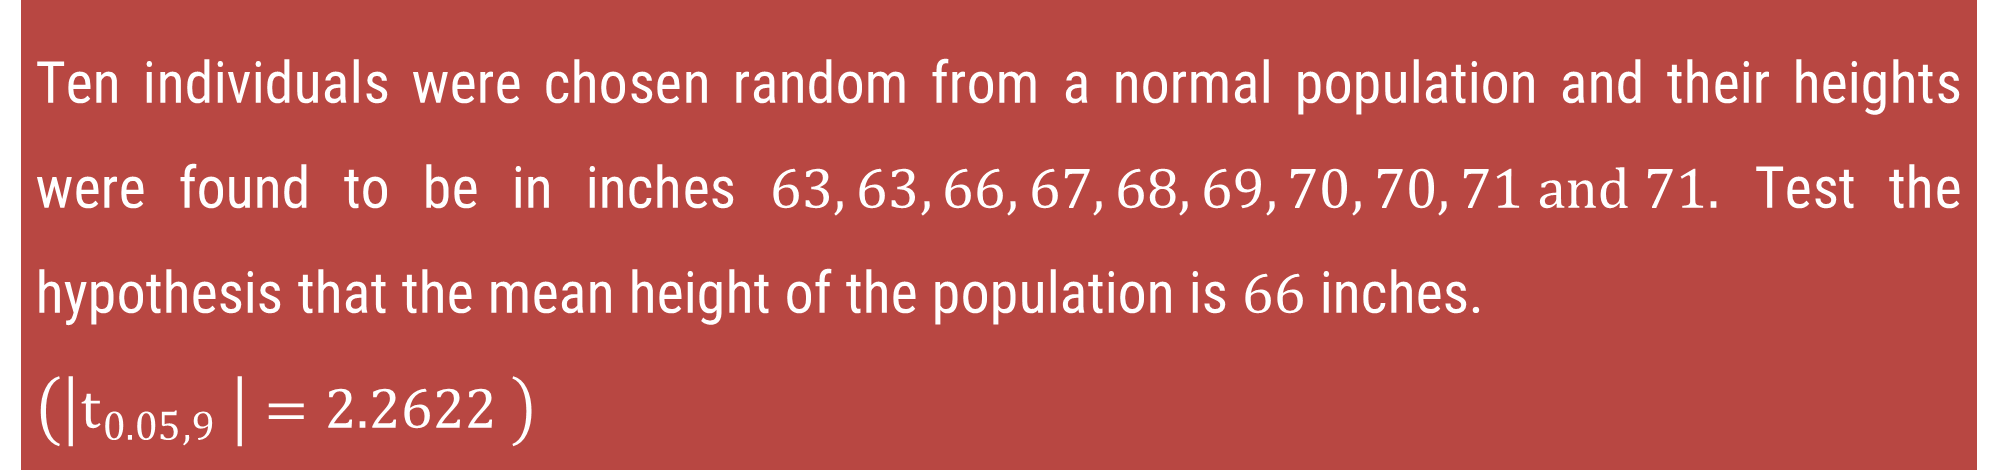 Ten individuals were chosen random from a normal population and their heights
were found to be in inches 63, 63, 66, 67, 68, 69, 70, 70, 71 and 71. Test the
hypothesis that the mean height of the population is 66 inches.
(|t₀.₀₅,₉ | = 2.2622 )